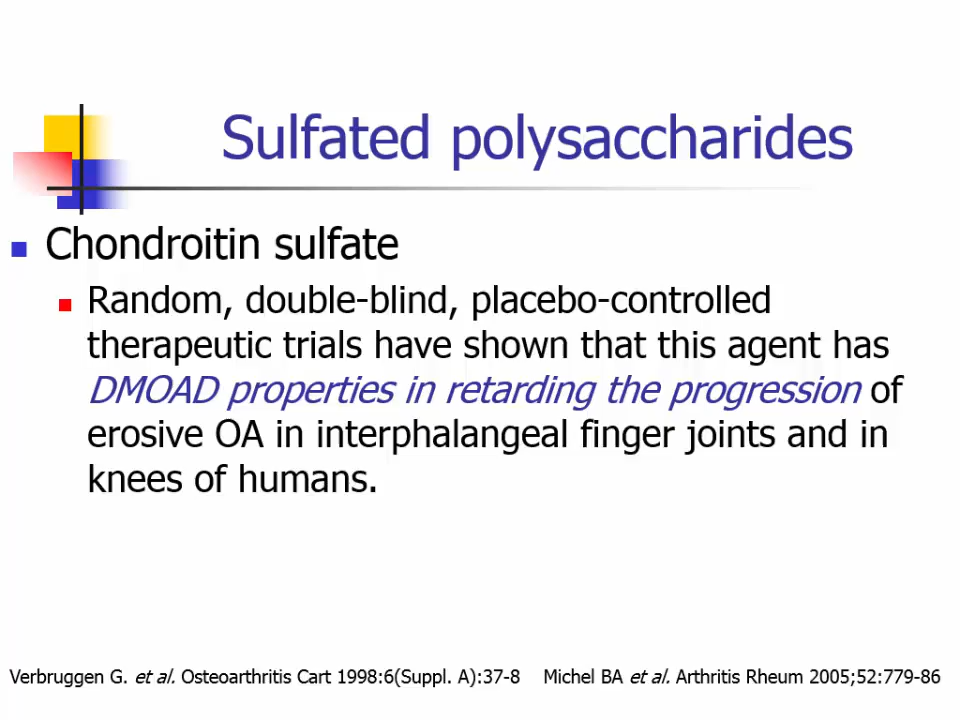 Sulfated polysaccharides
Chondroitin sulfate
Random, double-blind, placebo-controlled
therapeutic trials have shown that this agent has
DMOAD properties in retarding the progression of
erosive OA in interphalangeal finger joints and in
knees of humans.
Verbruggen G. et al. Osteoarthritis Cart 1998:6(Suppl. A):37-8 Michel BA et al. Arthritis Rheum 2005;52:779-86